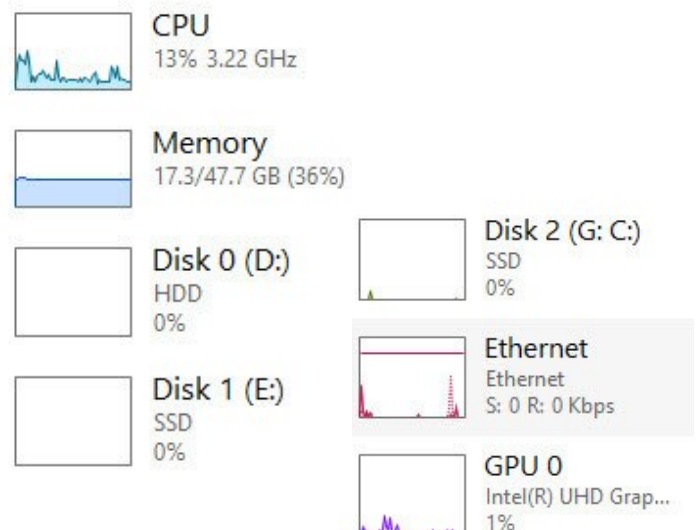 CPU
13% 3.22 GHz
Memory
17.3/47.7 GB (36%)
Disk 0 (D:)
HDD
0%
Disk 1 (E:)
SSD
0%
Disk 2 (G: C:)
SSD
0%
Ethernet
Ethernet
S: 0 R: 0 Kbps
GPU 0
Intel(R) UHD Grap...
1%